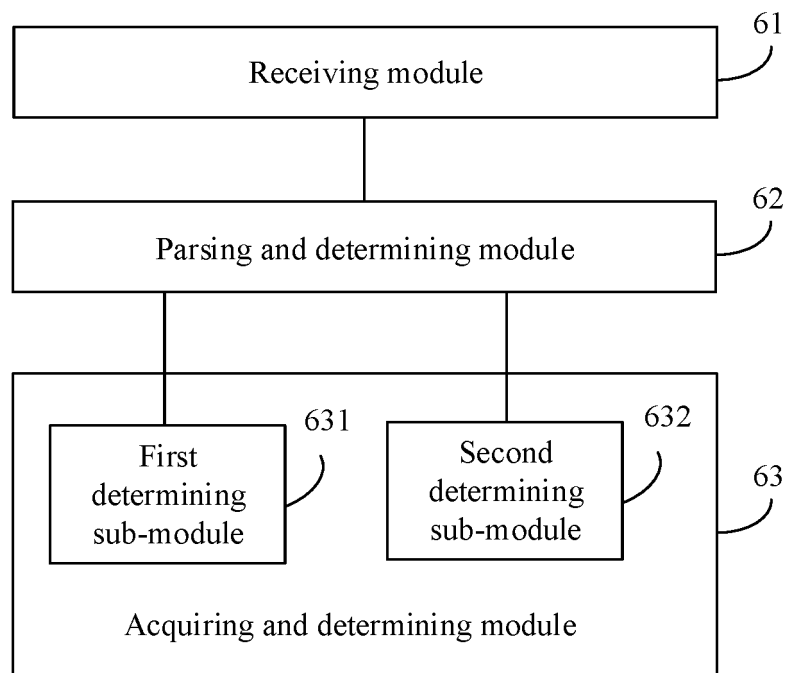 61
Receiving module
62
Parsing and determining module
631
First
determining
sub-module
632
Second
determining
sub-module
63
Acquiring and determining module